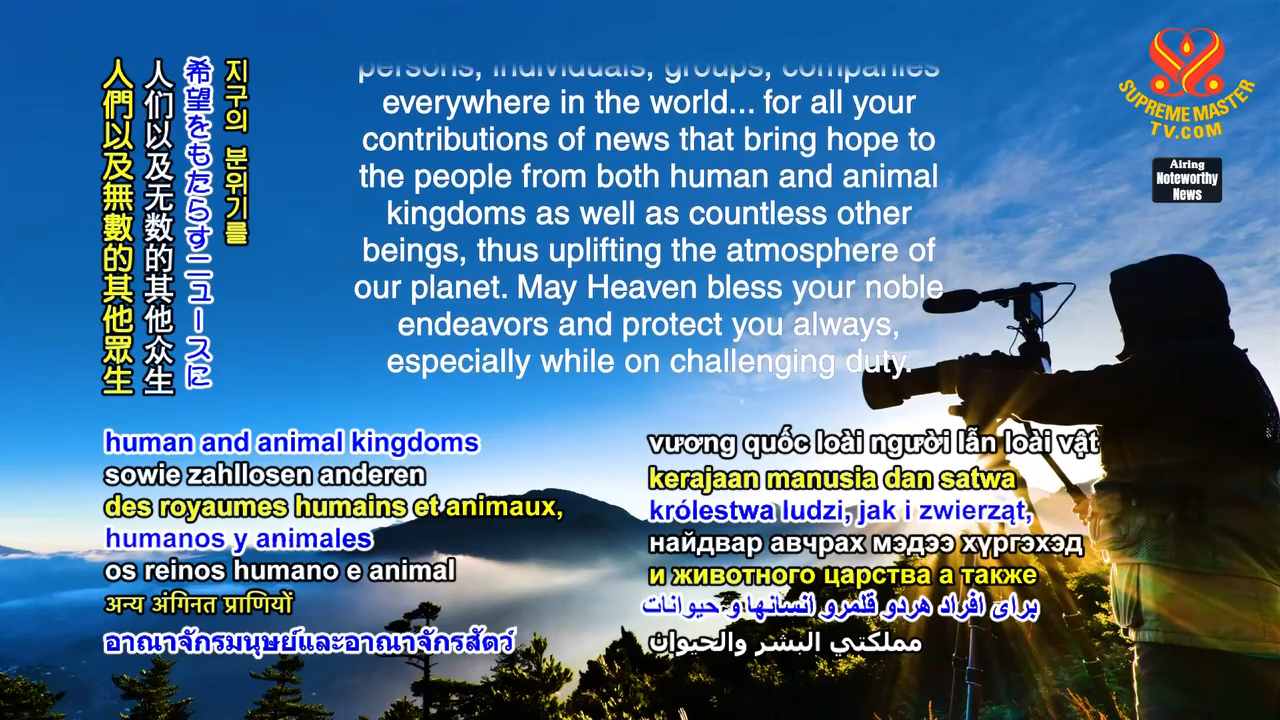 지구의 분위기를
希望をもたらすニュースに
人们以及无数的其他众生
人們以及無數的其他眾生
persons, individuals, groups, companies
everywhere in the world... for all your
contributions of news that bring hope to
the people from both human and animal
kingdoms as well as countless other
beings, thus uplifting the atmosphere of
our planet. May Heaven bless your noble
endeavors and protect you always,
especially while on challenging duty.
SUPREME MASTER
TV.COM
Airing
Noteworthy
News
human and animal kingdoms
sowie zahllosen anderen
des royaumes humains et animaux,
humanos y animales
os reinos humano e animal
अन्य अंगिनत प्राणियों
อาณาจักรมนุษย์และอาณาจักรสัตว์
vương quốc loài người lẫn loài vật
kerajaan manusia dan satwa
królestwa ludzi, jak i zwierząt,
найдвар авчрах мэдээ хүргэхэд
и животного царства а также
برای افراد هردو قلمرو انسانها و حیوانات
مملكتي البشر والحيوان